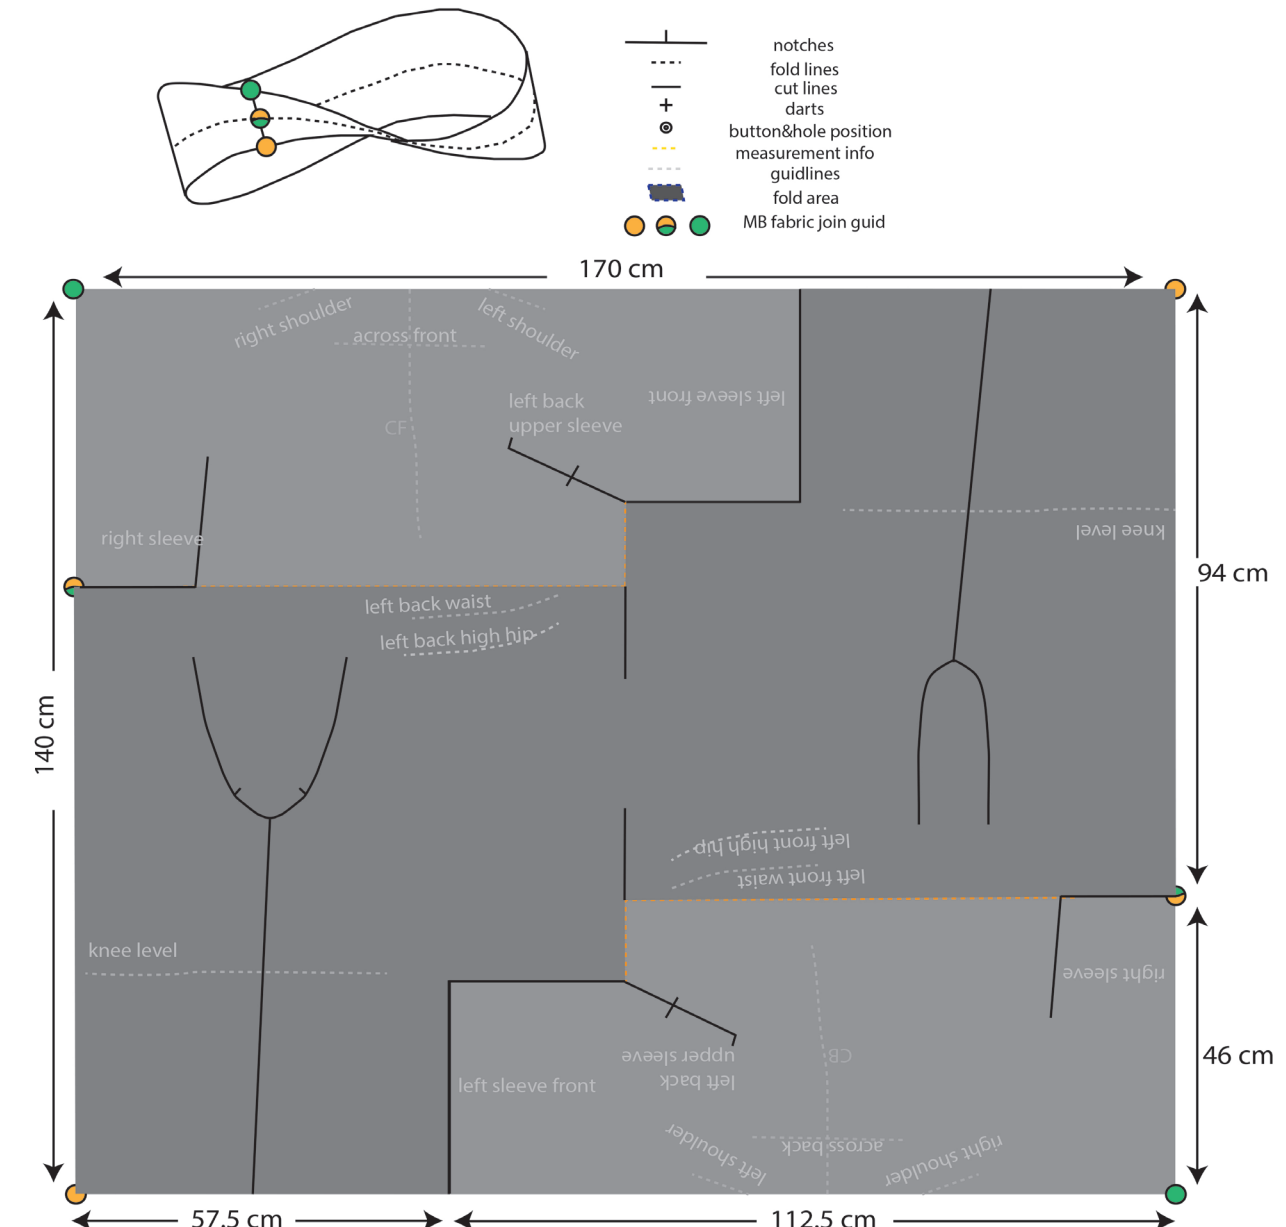 notches
fold lines
cut lines
darts
button&hole position
measurement info
guidlines
fold area
MB fabric join guid
170 cm
right shoulder
across front
left shoulder
left back
upper sleeve
left sleeve front
CF
right sleeve
knee level
94 cm
left back waist
left back high hip
140 cm
left front high hip
left front waist
knee level
right sleeve
46 cm
left sleeve front
left back
upper sleeve
CB
left shoulder
across back
right shoulder
57.5 cm
112.5 cm